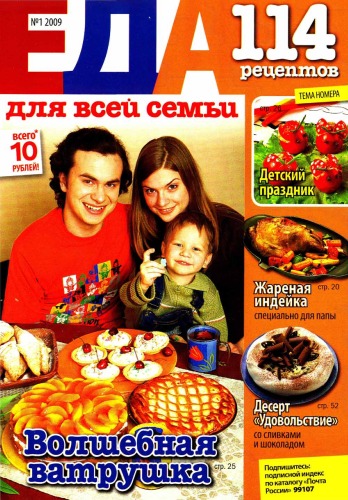 №1 2009
ЕДА
для всей семьи
114
рецептов
всего*
10
рублей!
ТЕМА НОМЕРА
Детский
праздник
Жареная стр. 20
индейка
специально для папы
Десерт стр. 52
«Удовольствие»
со сливками
и шоколадом
Волшебная
ватрушка стр. 25
Подпишитесь:
подписной индекс
по каталогу «Почта
России» 99107